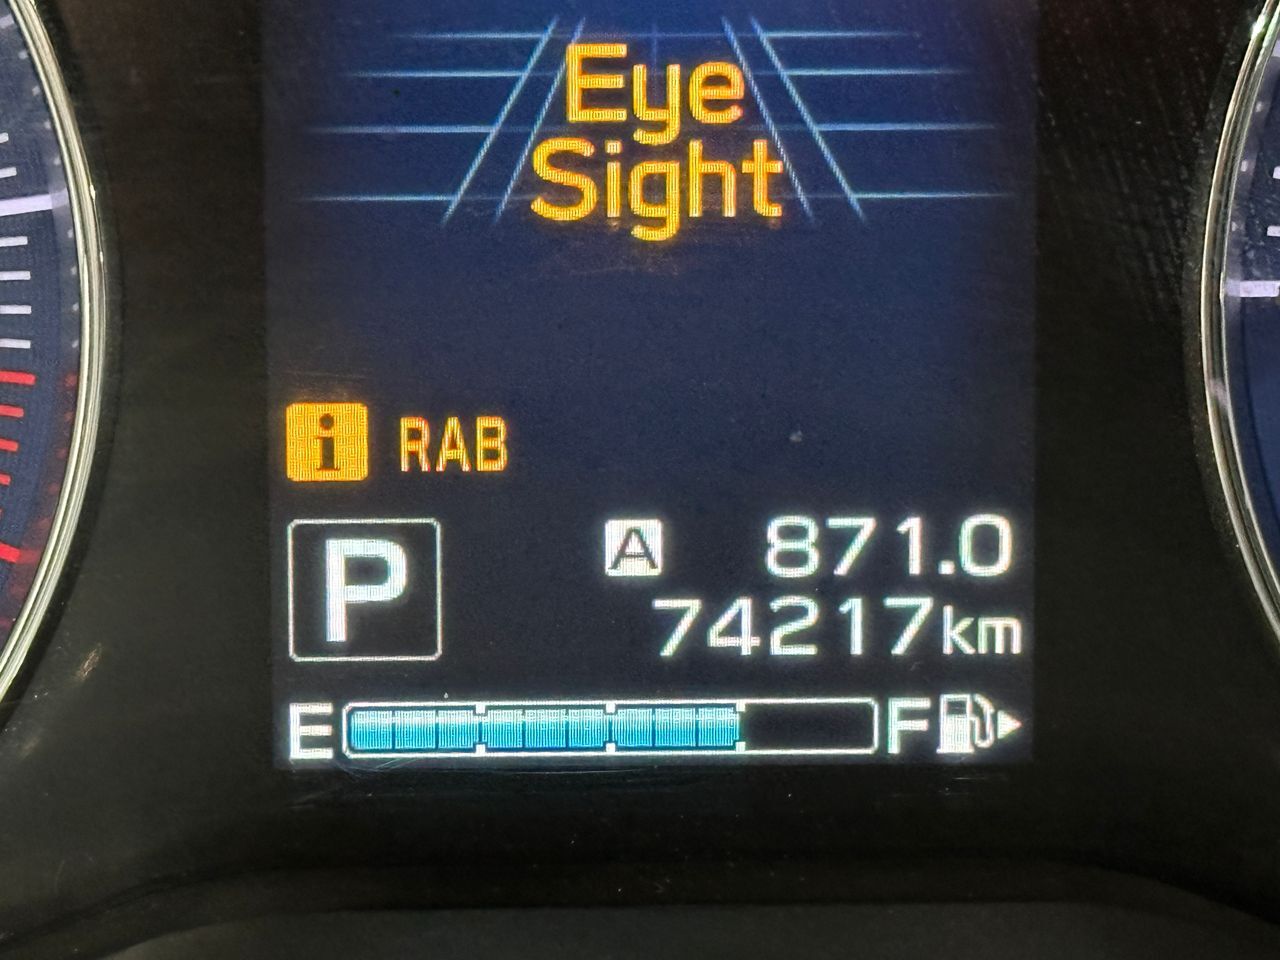 Eye
Sight
i RAB
P
A 871.0
74217km
E F